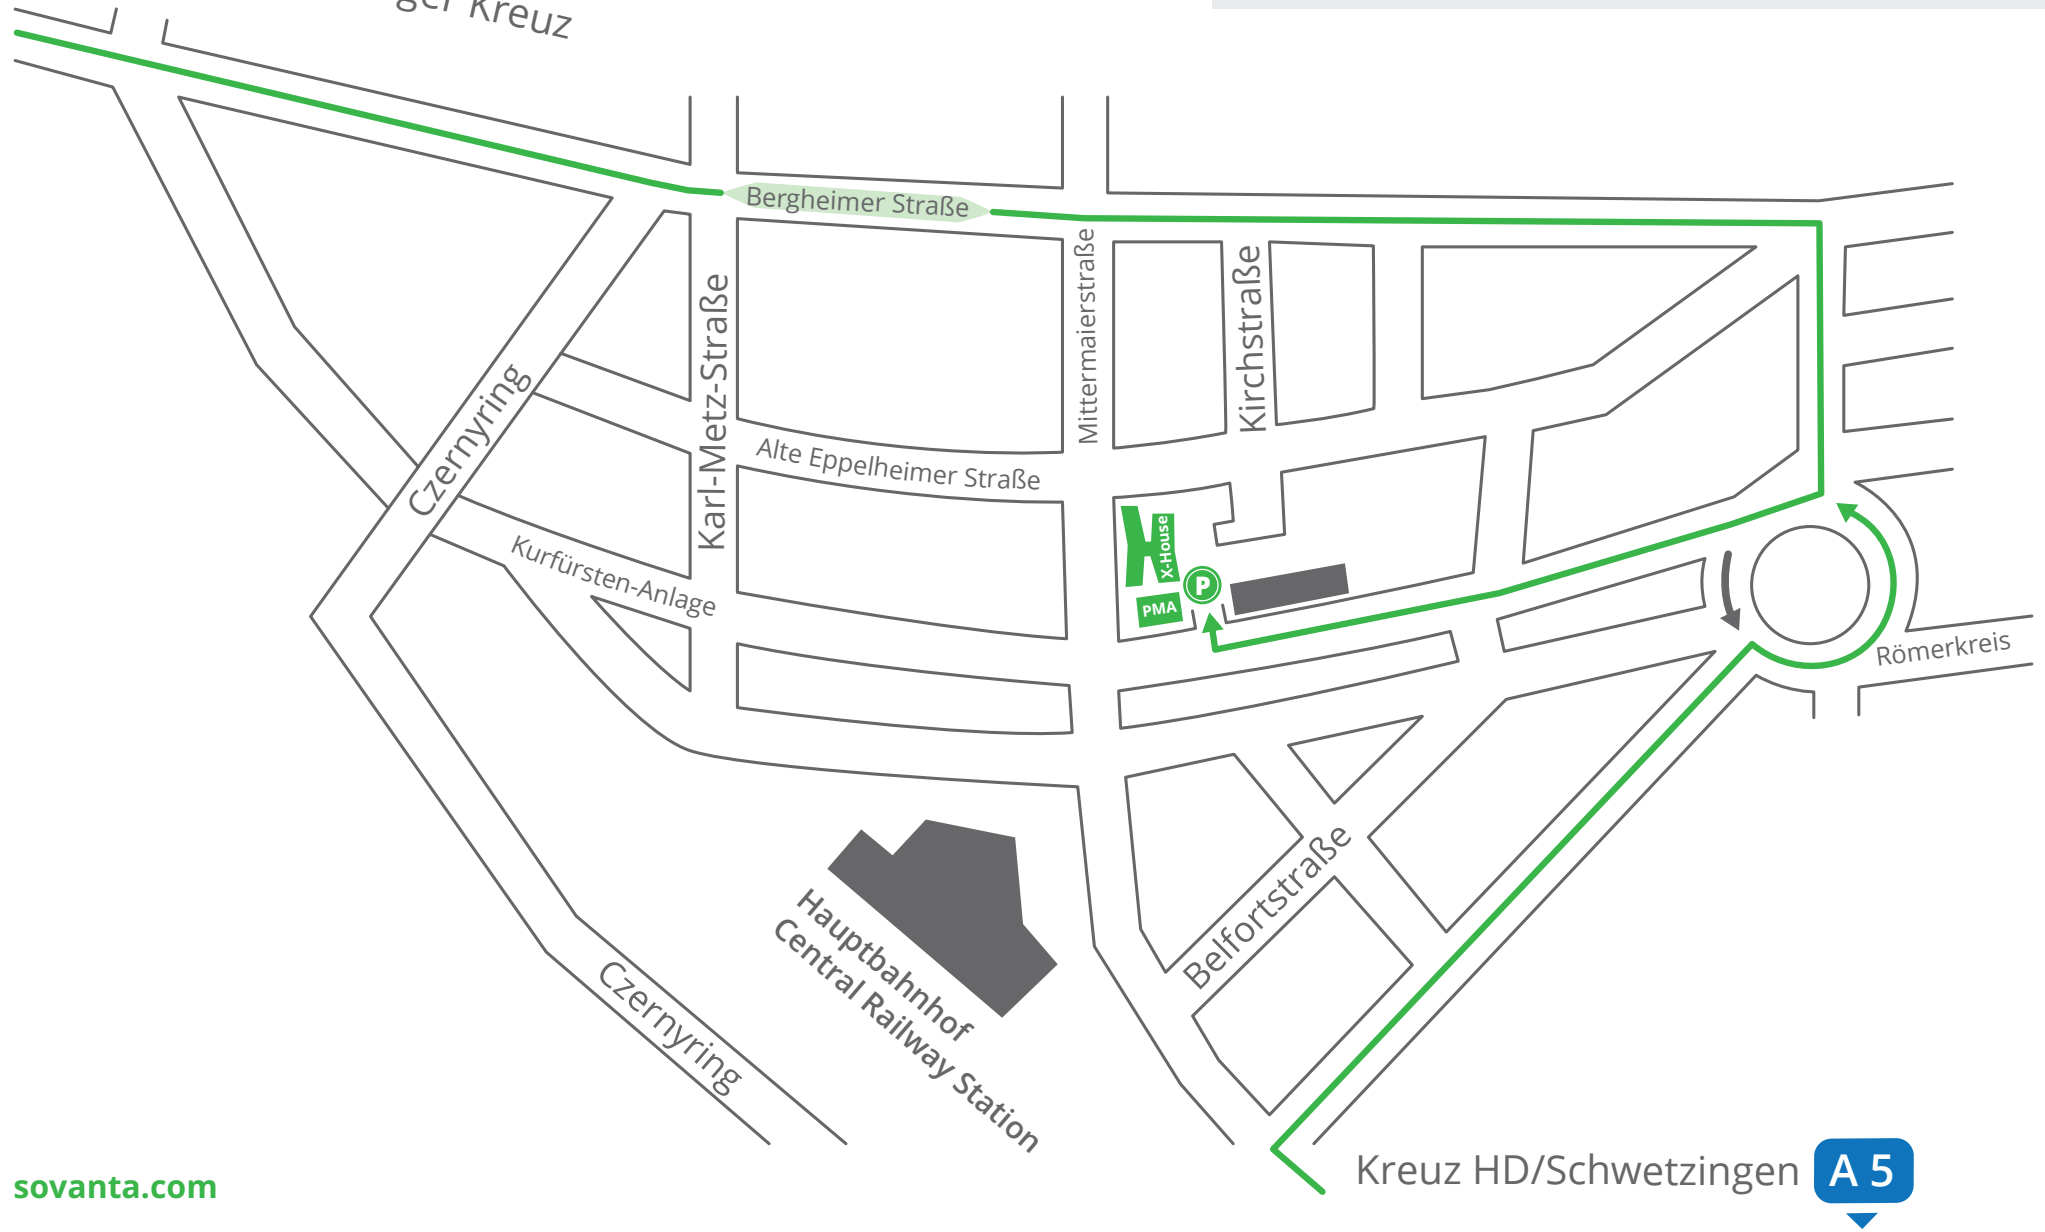 Kreuz
Bergheimer Straße
Mittermaierstraße
Kirchstraße
Karl-Metz-Straße
Czernyring
Alte Eppelheimer Straße
Kurfürsten-Anlage
X-House
P
PMA
Römerkreis
Belfortstraße
Hauptbahnhof
Central Railway Station
Czernyring
Kreuz HD/Schwetzingen A 5
sovanta.com